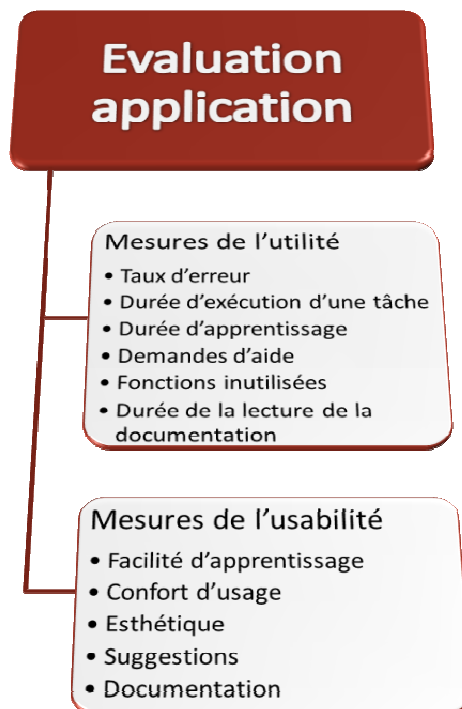 Evaluation
application
Mesures de l'utilité
• Taux d'erreur
• Durée d'exécution d'une tâche
• Durée d'apprentissage
• Demandes d'aide
• Fonctions inutilisées
• Durée de la lecture de la
documentation
Mesures de l'usabilité
• Facilité d'apprentissage
• Confort d'usage
• Esthétique
• Suggestions
• Documentation